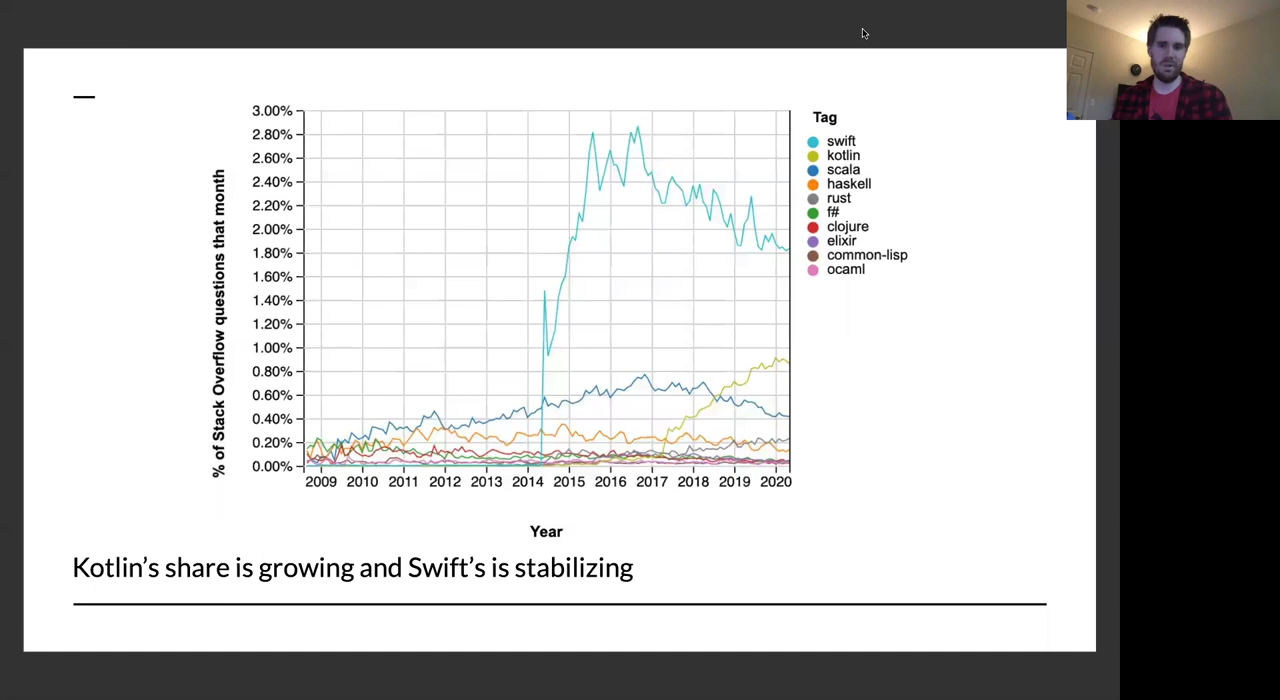 3.00%
2.80%
2.60%
2.40%
2.20%
2.00%
1.80%
1.60%
1.40%
1.20%
1.00%
0.80%
0.60%
0.40%
0.20%
0.00%
% of Stack Overflow questions that month
2009 2010 2011 2012 2013 2014 2015 2016 2017 2018 2019 2020
Year
Tag
swift
kotlin
scala
haskell
rust
f#
clojure
elixir
common-lisp
ocaml
Kotlin’s share is growing and Swift’s is stabilizing